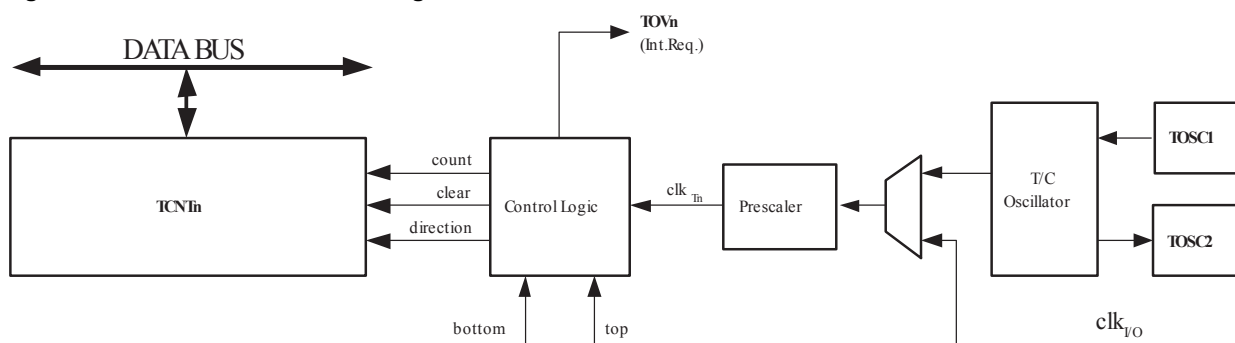 TOVn
(Int.Req.)
DATA BUS
TOSC1
count
T/C
Oscillator
clear
clk Tn
TCNTn
Control Logic
Prescaler
direction
TOSC2
bottom
top
clk I/O